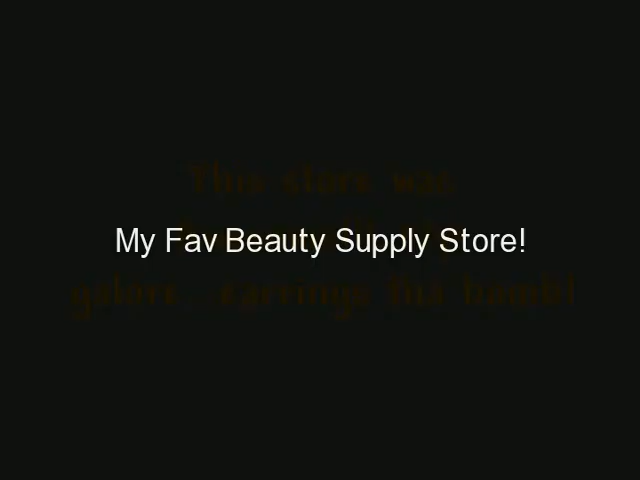 This store was
My Fav Beauty Supply Store!
galore.. earrings tha bomb!